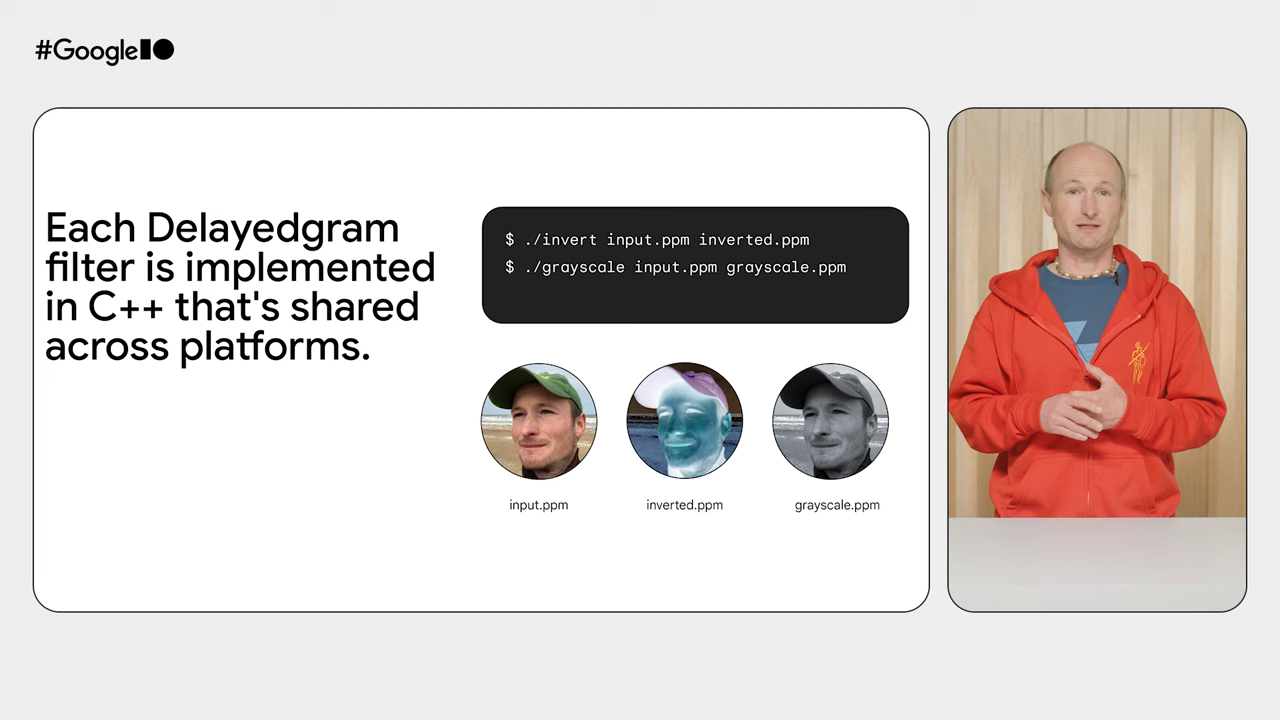 #GoogleIO
Each Delayedgram
filter is implemented
in C++ that's shared
across platforms.
$ ./invert input.ppm inverted.ppm
$ ./grayscale input.ppm grayscale.ppm
input.ppm
inverted.ppm
grayscale.ppm